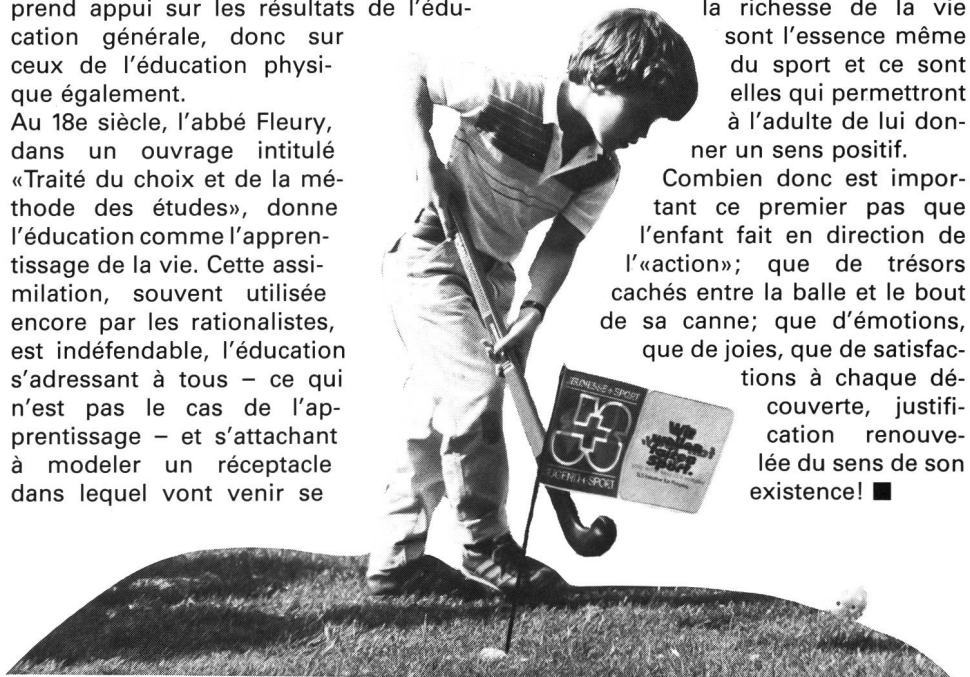 prend appui sur les résultats de l'édu-
cation générale, donc sur
ceux de l'éducation physi-
que également.
Au 18e siècle, l'abbé Fleury,
dans un ouvrage intitulé
«Traité du choix et de la mé-
thode des études», donne
l'éducation comme l'appren-
tissage de la vie. Cette assi-
milation, souvent utilisée
encore par les rationalistes,
est indéfendable, l'éducation
s'adressant à tous – ce qui
n'est pas le cas de l'ap-
prentissage – et s'attachant
à modeler un réceptacle
dans lequel vont venir se
la richesse de la vie
sont l'essence même
du sport et ce sont
elles qui permettront
à l'adulte de lui don-
ner un sens positif.
Combien donc est impor-
tant ce premier pas que
l'enfant fait en direction de
l'«action»; que de trésors
cachés entre la balle et le bout
de sa canne; que d'émotions,
que de joies, que de satisfac-
tions à chaque dé-
couverte, justifi-
cation renouve-
lée du sens de son
existence! ■
JEUNESSE + SPORT
JUGEND + SPORT
Wir
wollen
fairen
sport.